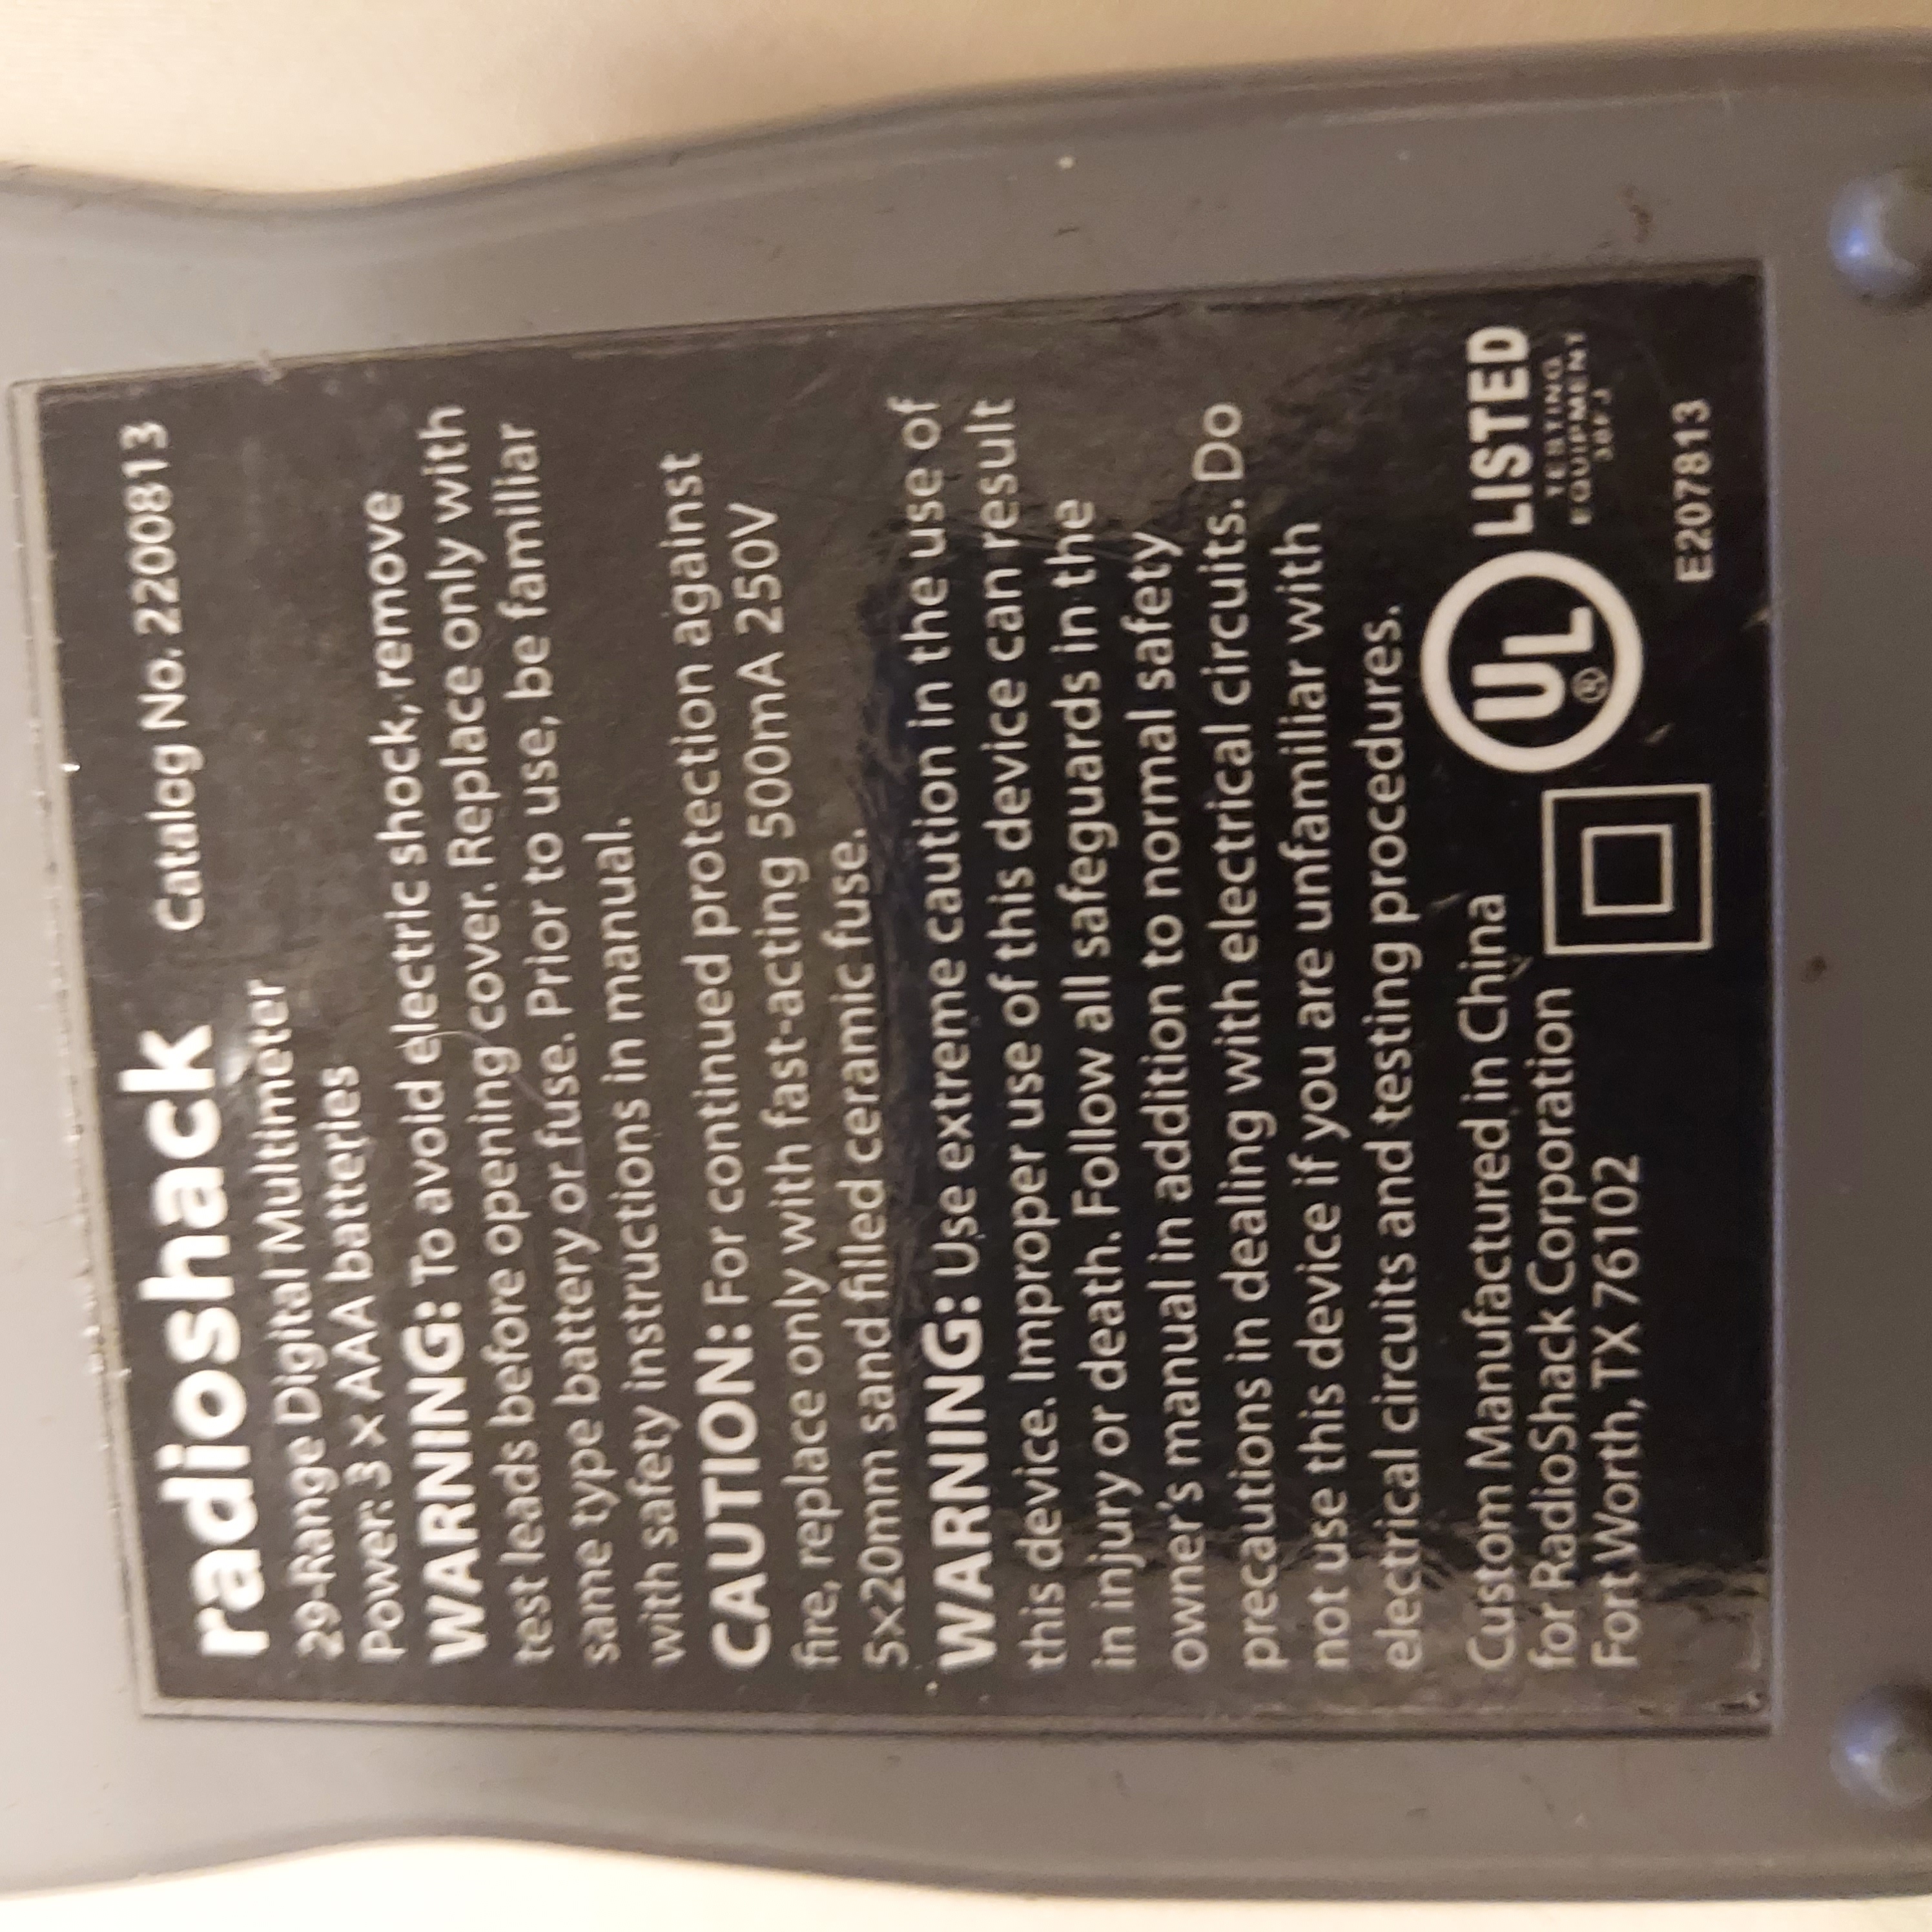 radioshack Catalog No. 2200813
29-Range Digital Multimeter
Power: 3 x AAA batteries
WARNING: To avoid electric shock, remove
test leads before opening cover. Replace only with
same type battery or fuse. Prior to use, be familiar
with safety instructions in manual.
CAUTION: For continued protection against
fire, replace only with fast-acting 500mA 250V
5x20mm sand filled ceramic fuse.
WARNING: Use extreme caution in the use of
this device. Improper use of this device can result
in injury or death. Follow all safeguards in the
owner's manual in addition to normal safety
precautions in dealing with electrical circuits. Do
not use this device if you are unfamiliar with
electrical circuits and testing procedures.
Custom Manufactured in China
for RadioShack Corporation
Fort Worth, TX 76102
UL® LISTED
TESTING
EQUIPMENT
E207813